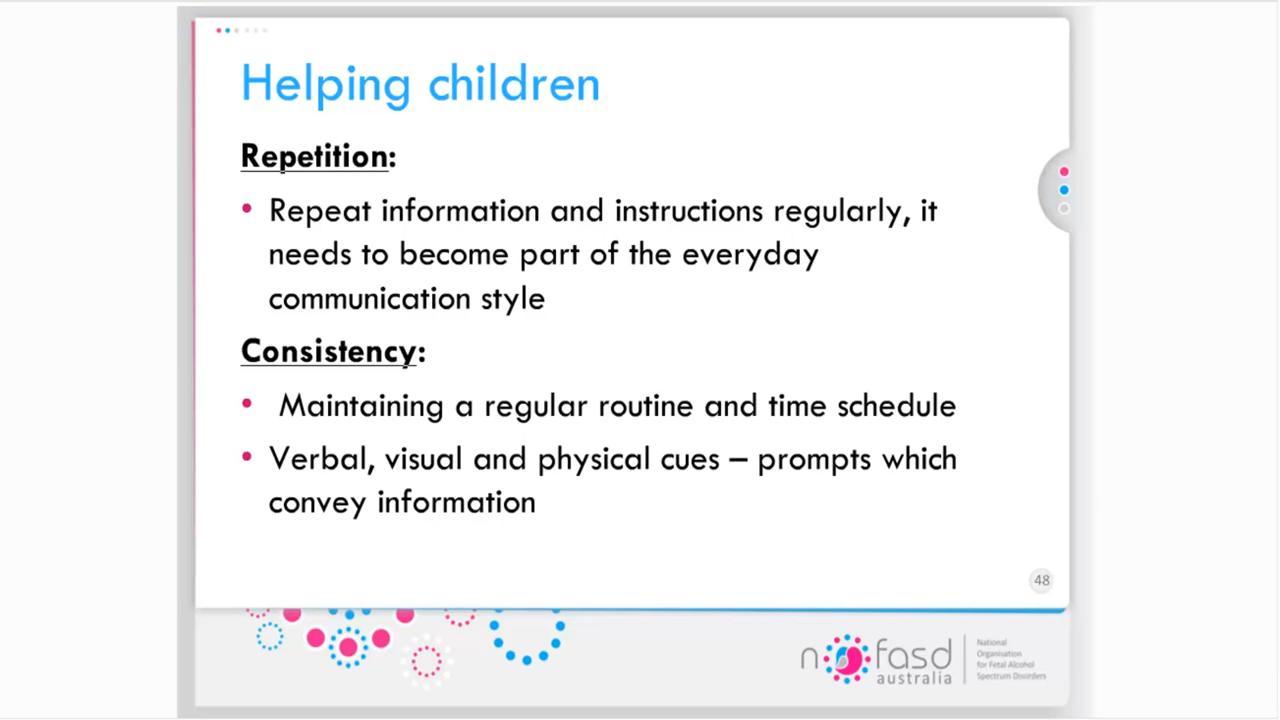 Helping children
Repetition:
• Repeat information and instructions regularly, it
needs to become part of the everyday
communication style
Consistency:
• Maintaining a regular routine and time schedule
• Verbal, visual and physical cues – prompts which
convey information
48
nofasd
australia
National
Organisation
for Fetal Alcohol
Spectrum Disorders